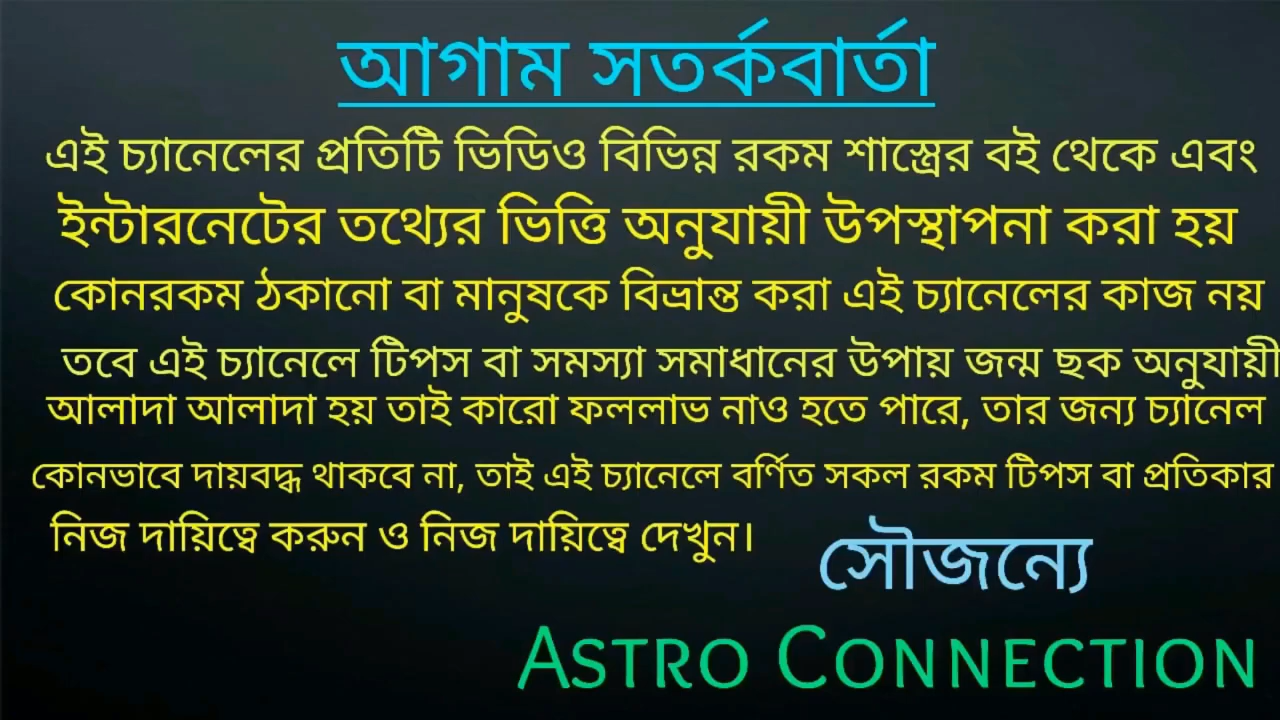 আগাম সতর্কবার্তা
এই চ্যানেলের প্রতিটি ভিডিও বিভিন্ন রকম শাস্ত্রের বই থেকে এবং
ইন্টারনেটের তথ্যের ভিত্তি অনুযায়ী উপস্থাপনা করা হয়
কোনরকম ঠকানো বা মানুষকে বিভ্রান্ত করা এই চ্যানেলের কাজ নয়
তবে এই চ্যানেলে টিপস বা সমস্যা সমাধানের উপায় জন্ম ছক অনুযায়ী
আলাদা আলাদা হয় তাই কারো ফললাভ নাও হতে পারে, তার জন্য চ্যানেল
কোনভাবে দায়বদ্ধ থাকবে না, তাই এই চ্যানেলে বর্ণিত সকল রকম টিপস বা প্রতিকার
নিজ দায়িত্বে করুন ও নিজ দায়িত্বে দেখুন।
সৌজন্যে
ASTRO CONNECTION